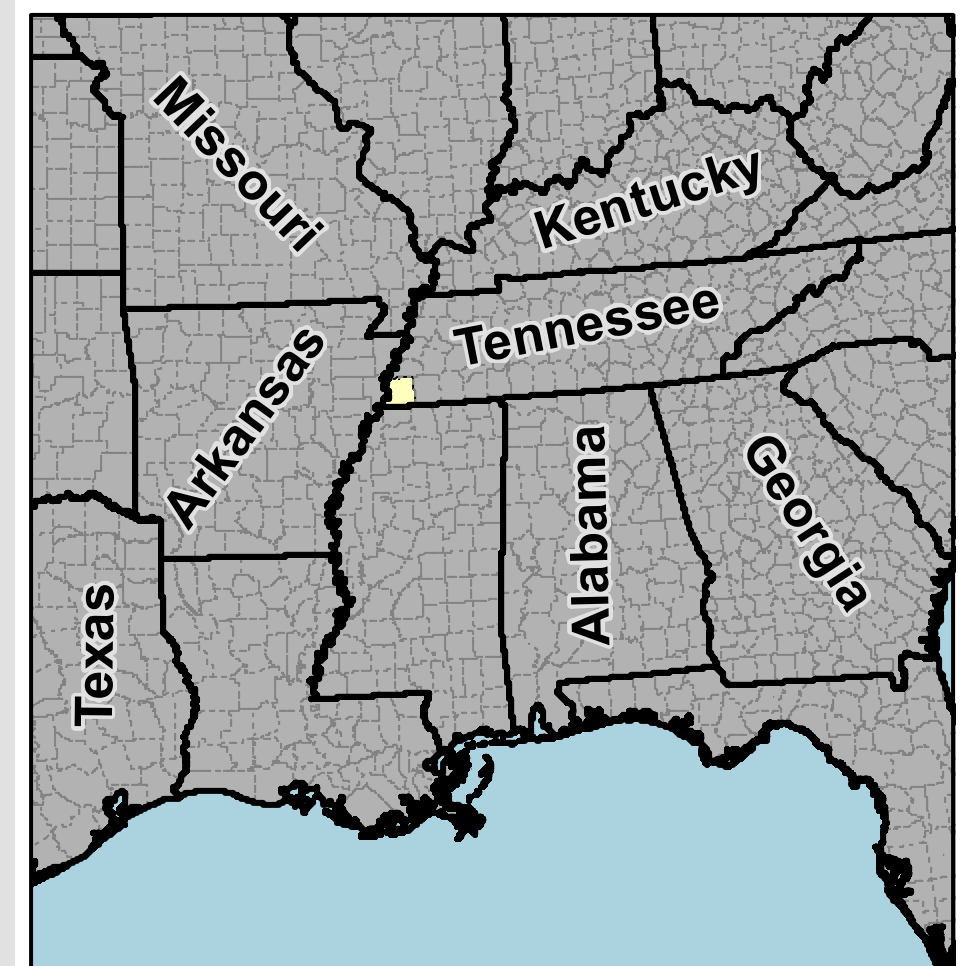 Missouri
Kentucky
Tennessee
Arkansas
Alabama
Georgia
Texas